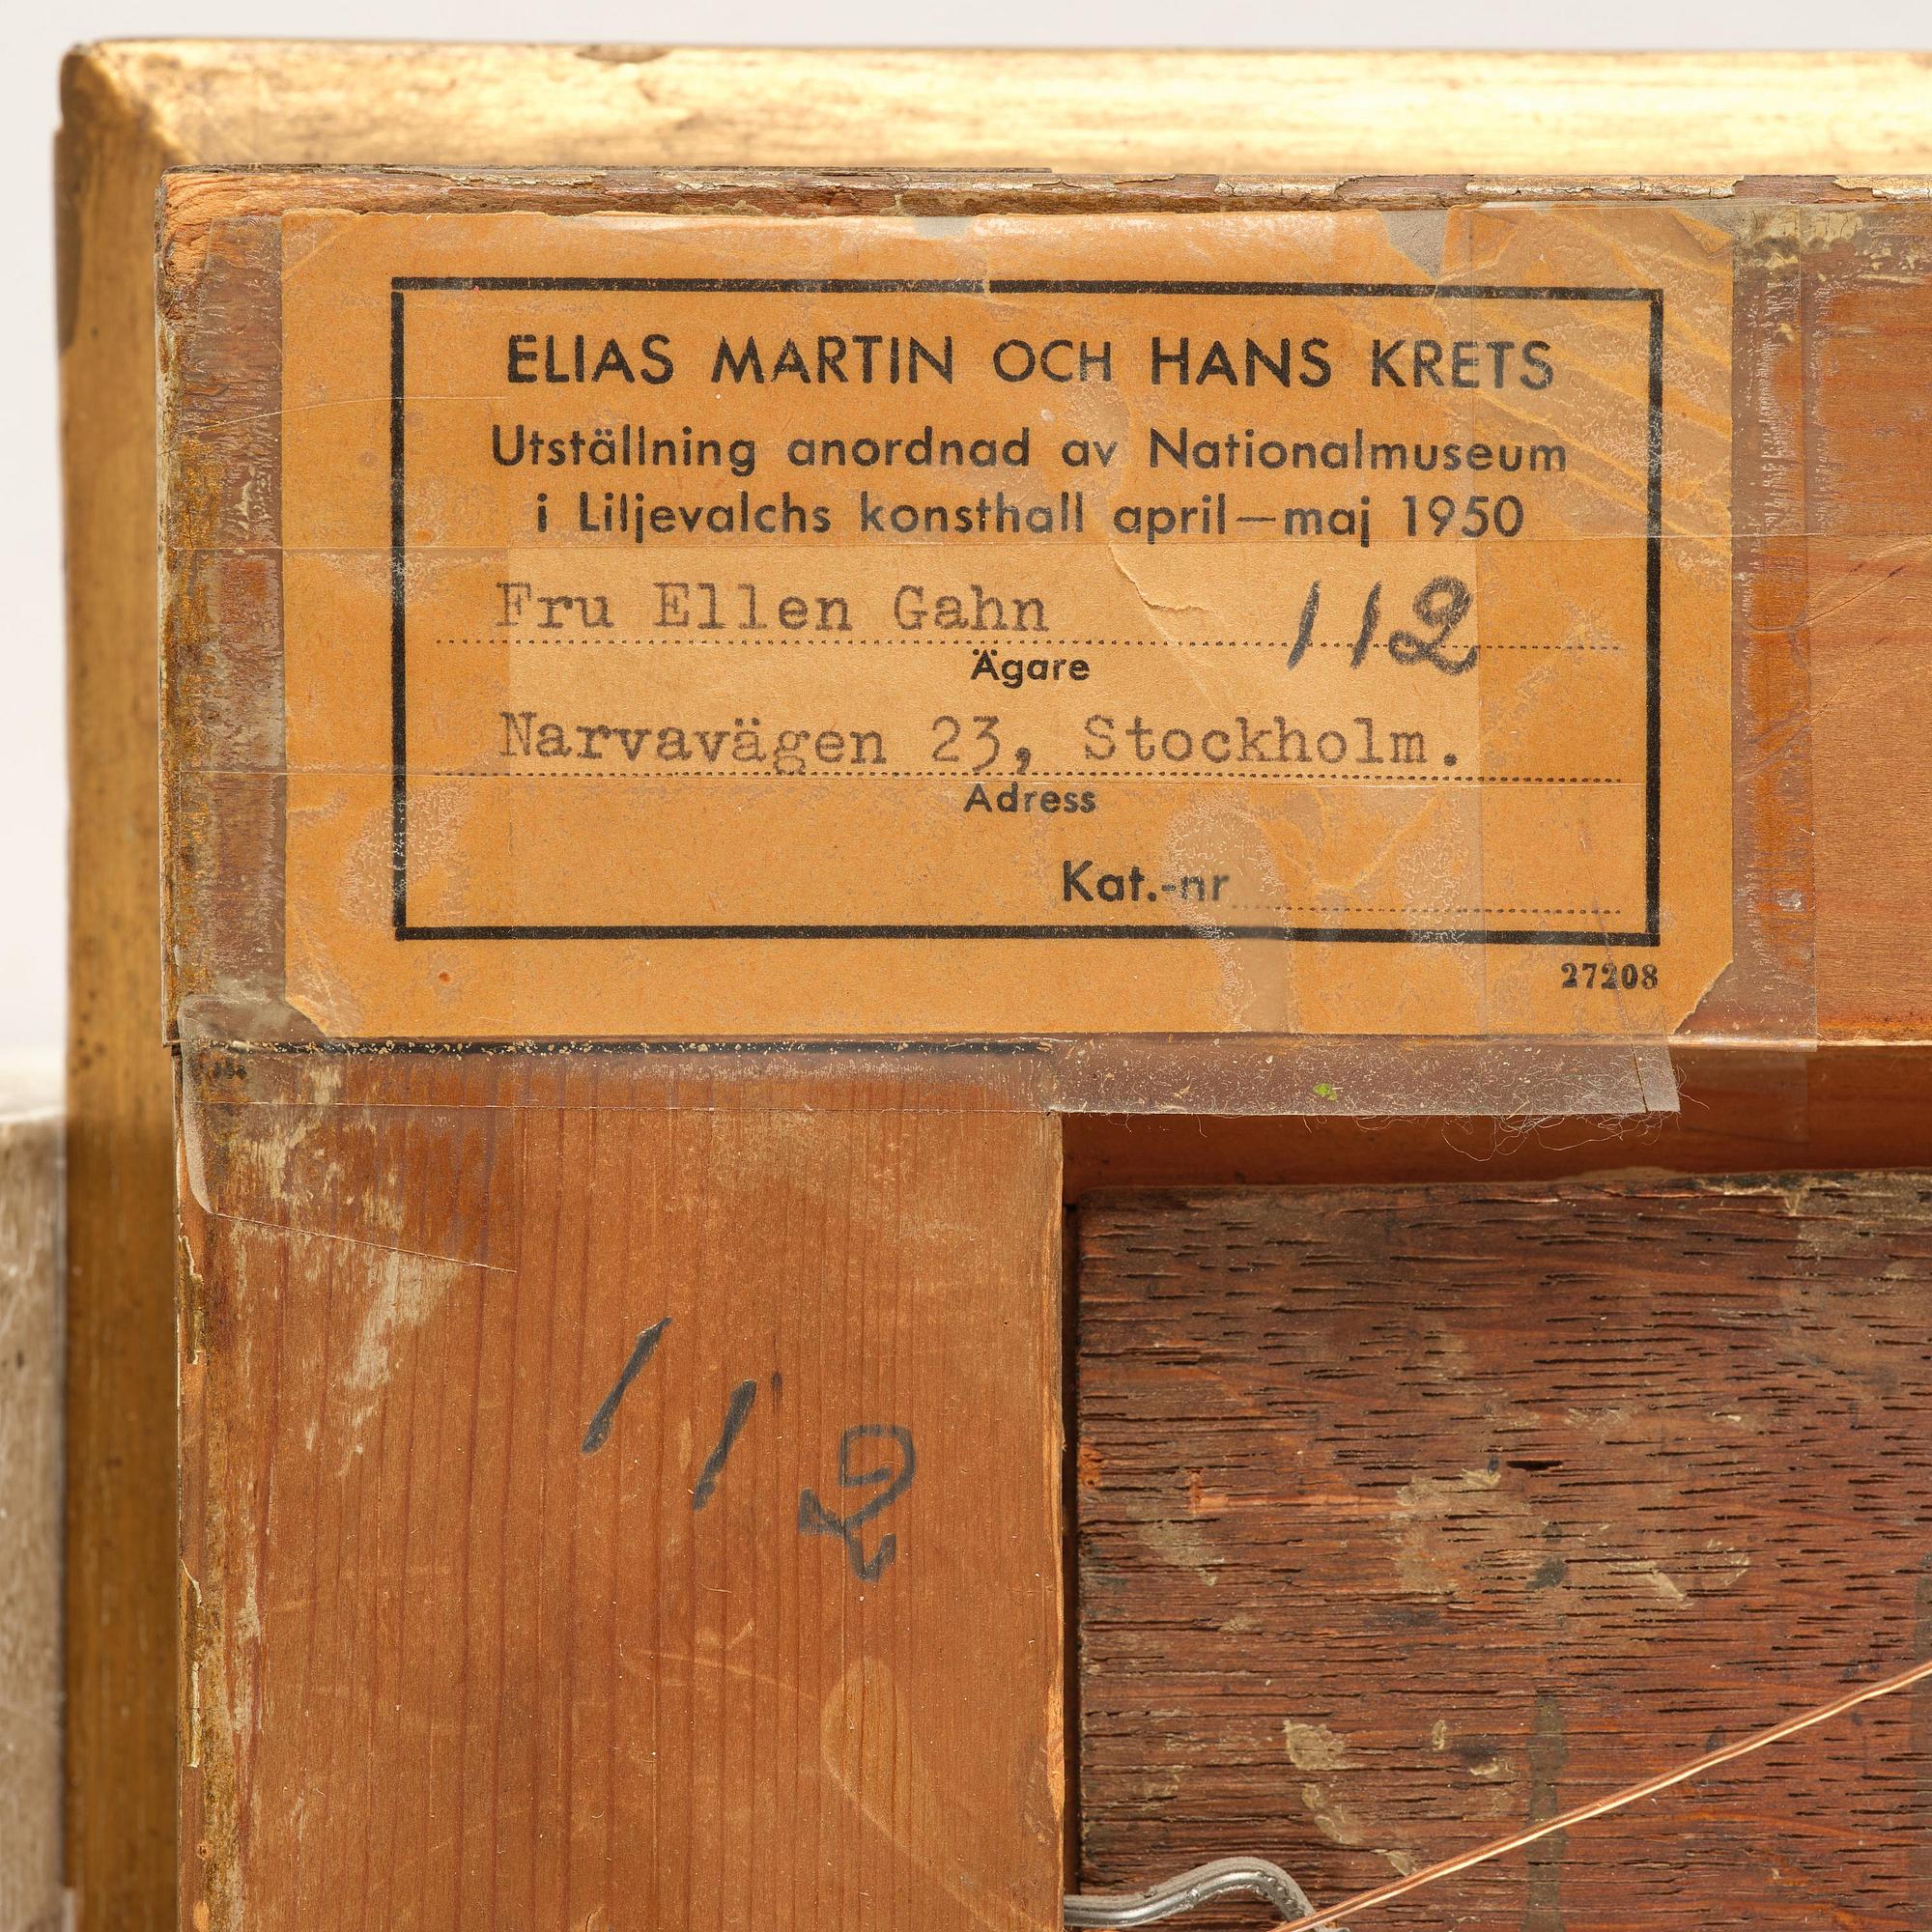 ELIAS MARTIN OCH HANS KRETS
Utställning anordnad av Nationalmuseum
i Liljevalchs konsthall april—maj 1950
Fru Ellen Gahn 112
Ägare
Narvavägen 23, Stockholm.
Adress
Kat.-nr
27208
112